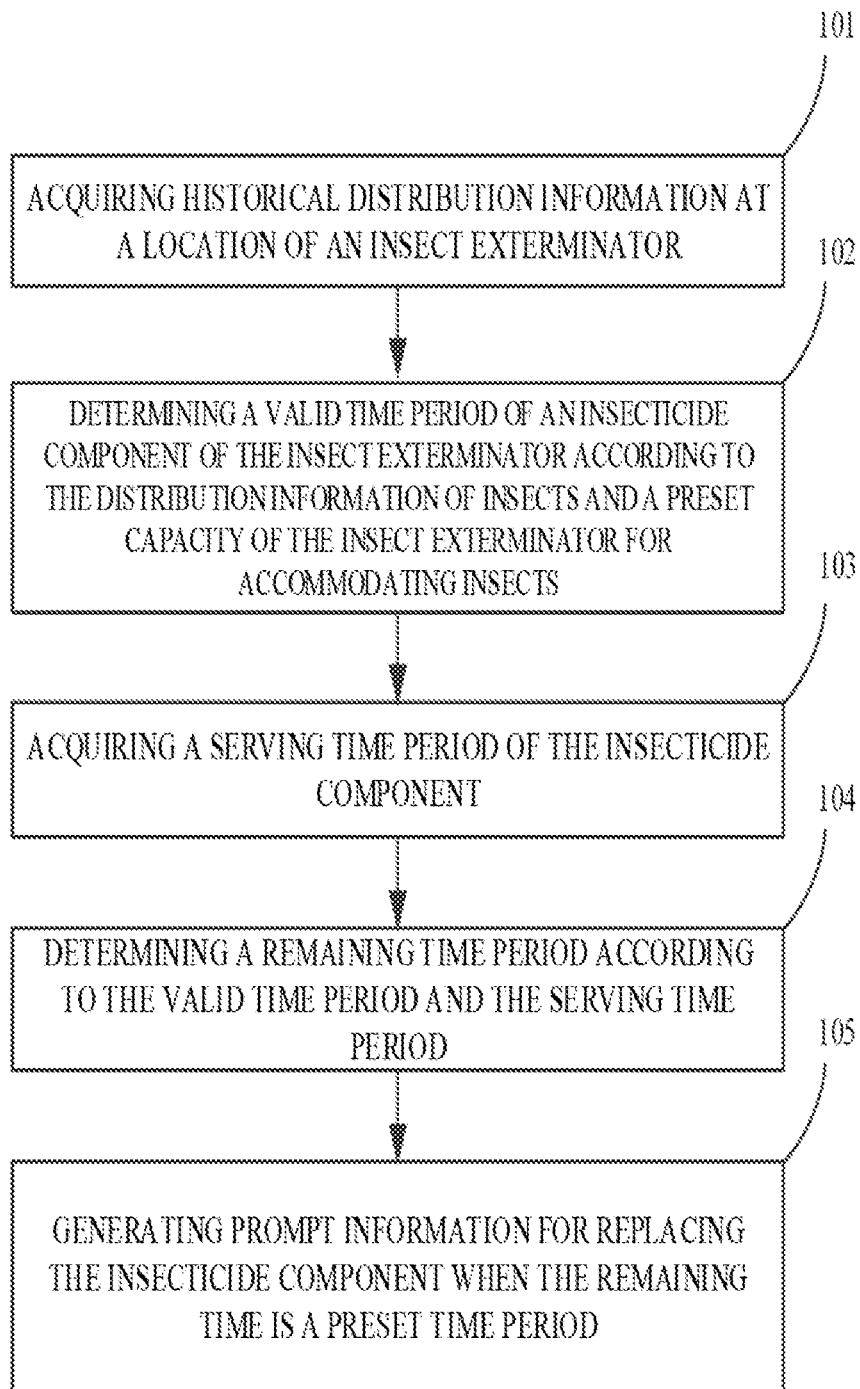 101
ACQUIRING HISTORICAL DISTRIBUTION INFORMATION AT
A LOCATION OF AN INSECT EXTERMINATOR
102
DETERMINING A VALID TIME PERIOD OF AN INSECTICIDE
COMPONENT OF THE INSECT EXTERMINATOR ACCORDING TO
THE DISTRIBUTION INFORMATION OF INSECTS AND A PRESET
CAPACITY OF THE INSECT EXTERMINATOR FOR
ACCOMMODATING INSECTS
103
ACQUIRING A SERVING TIME PERIOD OF THE INSECTICIDE
COMPONENT
104
DETERMINING A REMAINING TIME PERIOD ACCORDING
TO THE VALID TIME PERIOD AND THE SERVING TIME
PERIOD
105
GENERATING PROMPT INFORMATION FOR REPLACING
THE INSECTICIDE COMPONENT WHEN THE REMAINING
TIME IS A PRESET TIME PERIOD